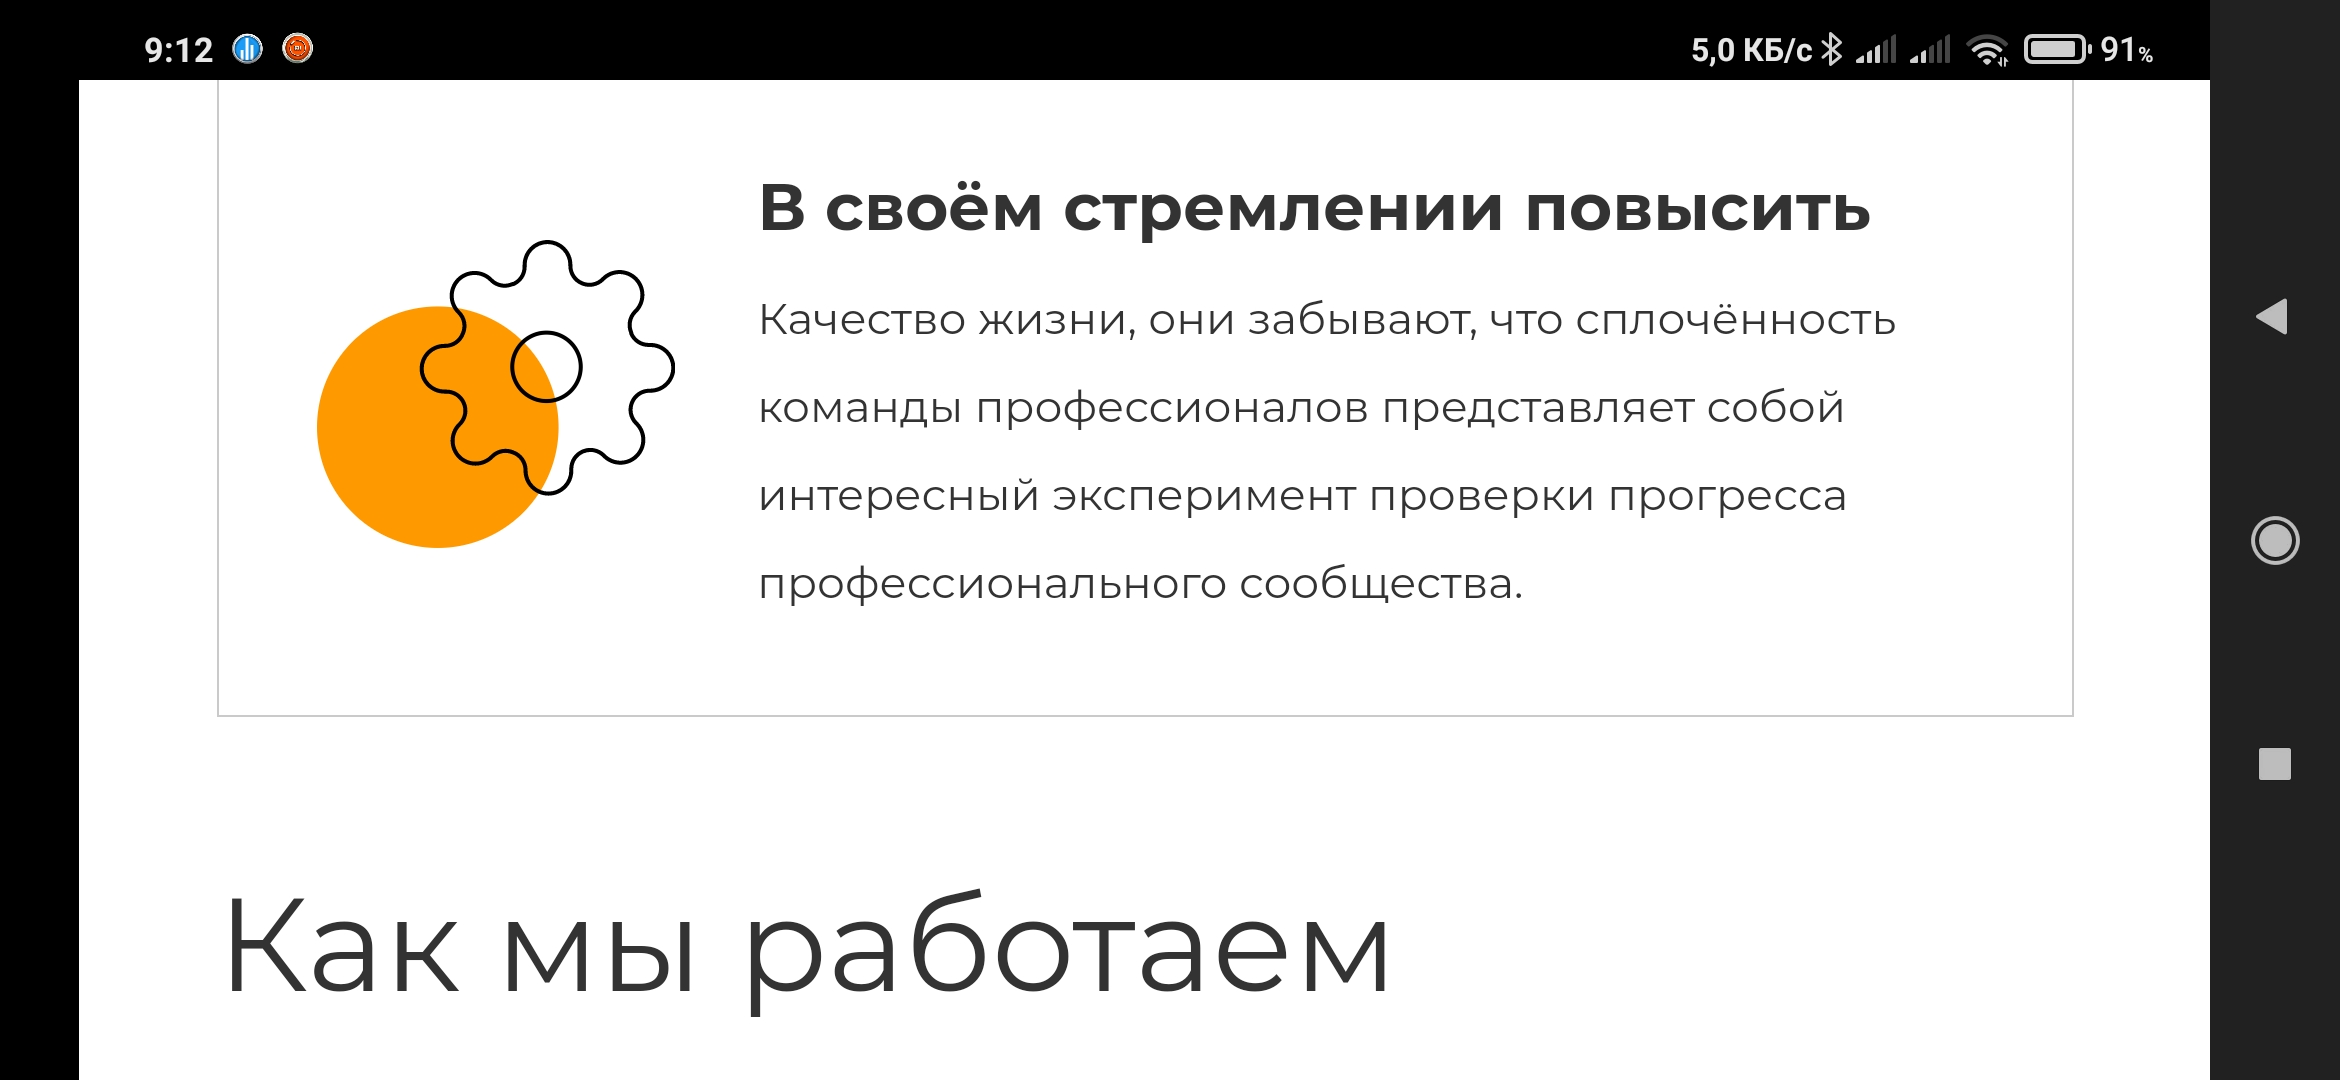 9:12 5,0 КБ/с 91%
В своём стремлении повысить
Качество жизни, они забывают, что сплочённость
команды профессионалов представляет собой
интересный эксперимент проверки прогресса
профессионального сообщества.
Как мы работаем